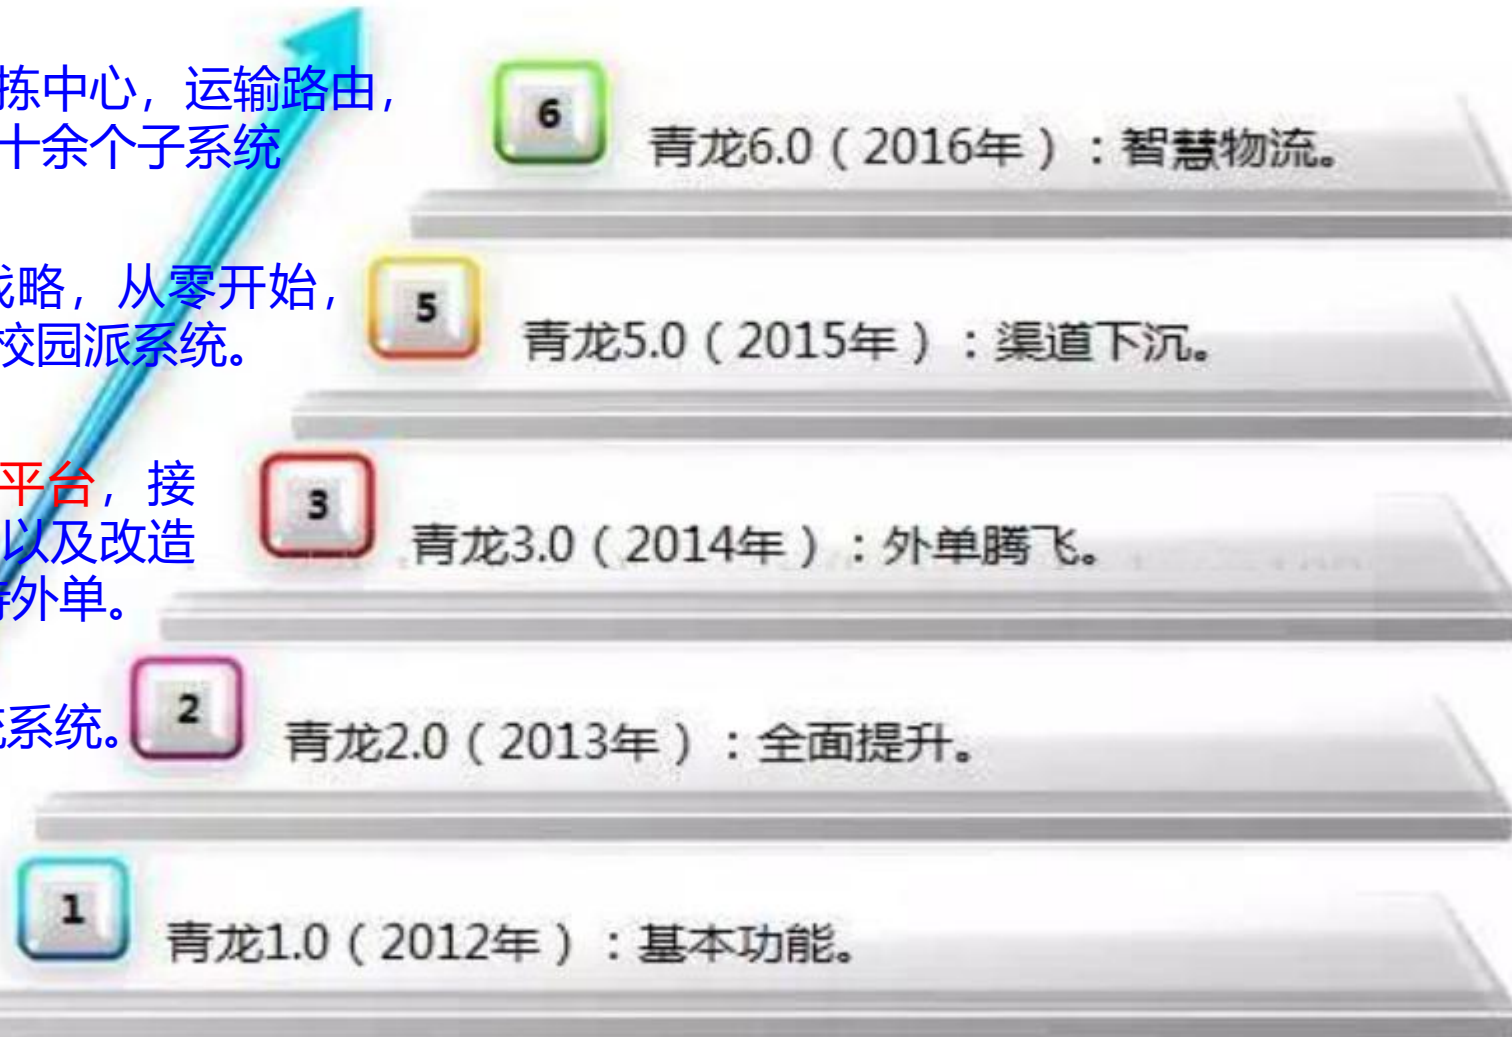 拣中心，运输路由，
十余个子系统
6
青龙6.0（2016年）：智慧物流。
略，从零开始，
校园派系统。
5
青龙5.0（2015年）：渠道下沉。
平台，接
以及改造
外单。
3
青龙3.0（2014年）：外单腾飞。
系统。
2
青龙2.0（2013年）：全面提升。
1
青龙1.0（2012年）：基本功能。